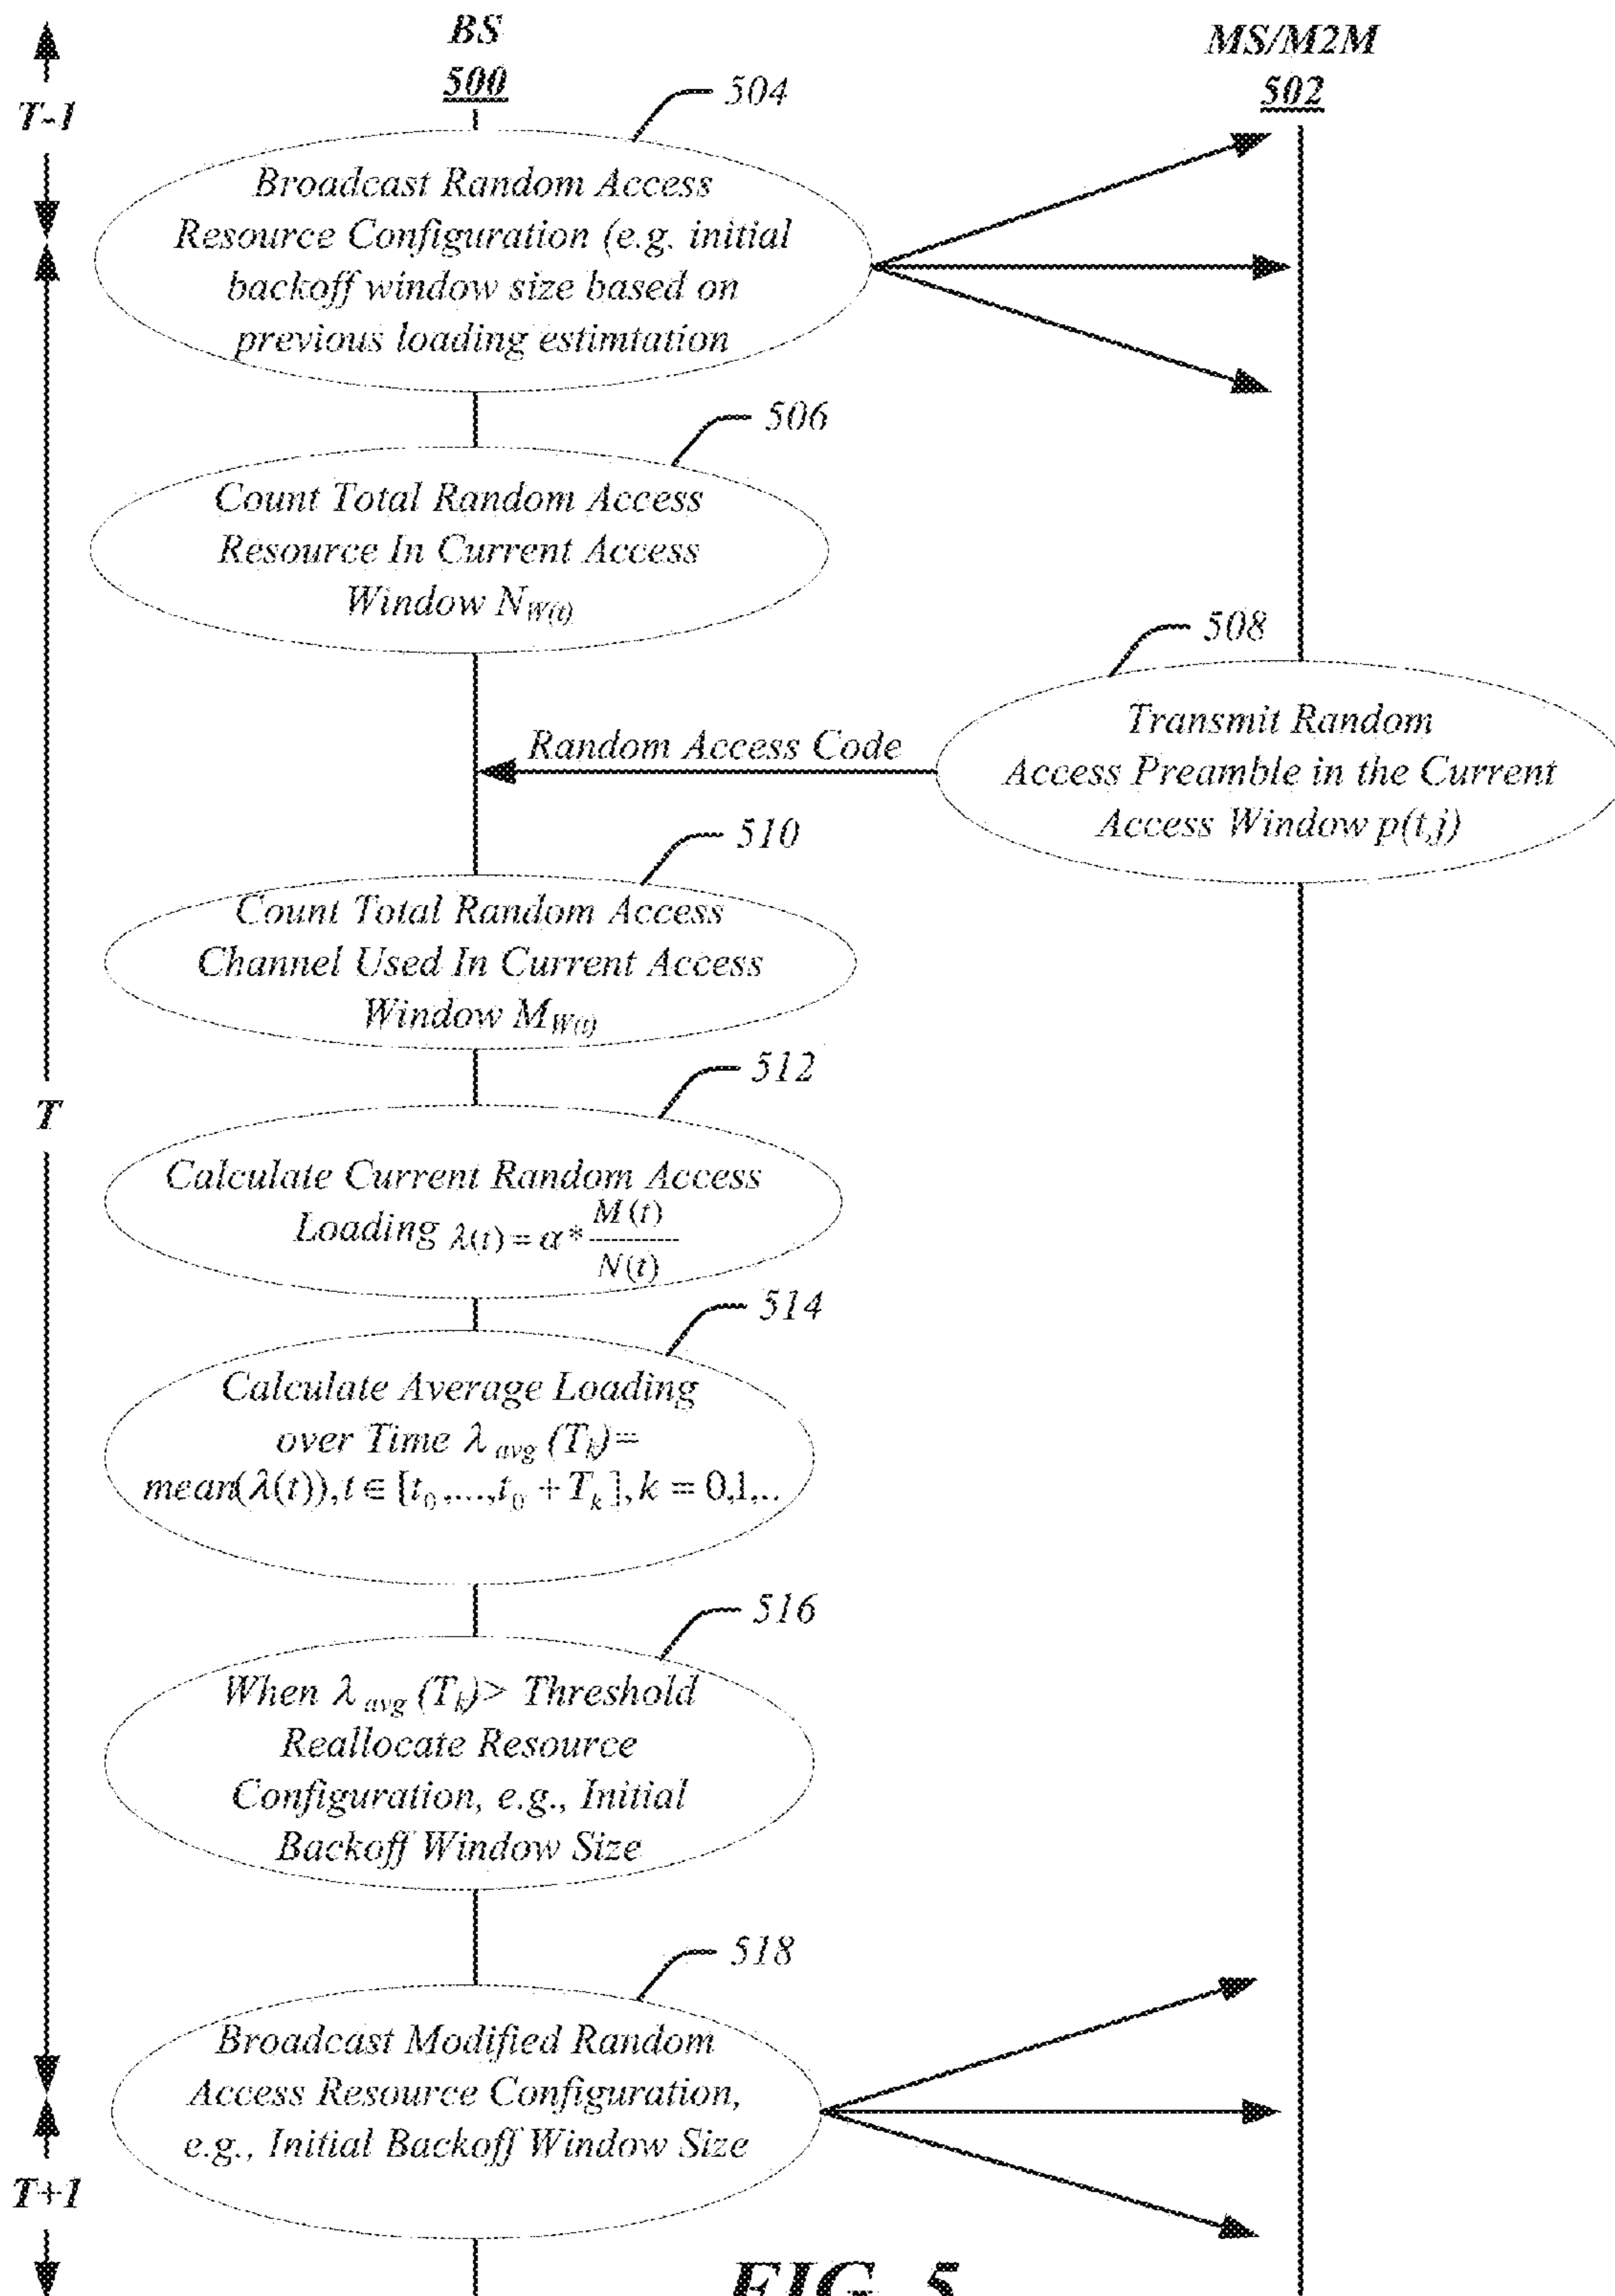 BS
500
MS/M2M
502
T-1
504
Broadcast Random Access
Resource Configuration (e.g. initial
backoff window size based on
previous loading estimtation
506
Count Total Random Access
Resource In Current Access
Window N_W(t)
508
Transmit Random
Access Preamble in the Current
Access Window p(t,j)
Random Access Code
510
Count Total Random Access
Channel Used In Current Access
Window M_W(t)
T
512
Calculate Current Random Access
Loading λ(t) = α* M(t) / N(t)
514
Calculate Average Loading
over Time λ avg (T_k)=
mean(λ(t)), t ∈ [t_0,...,t_0 + T_k], k = 0,1,..
516
When λ avg (T_k)> Threshold
Reallocate Resource
Configuration, e.g., Initial
Backoff Window Size
518
Broadcast Modified Random
Access Resource Configuration,
e.g., Initial Backoff Window Size
T+1
FIG. 5